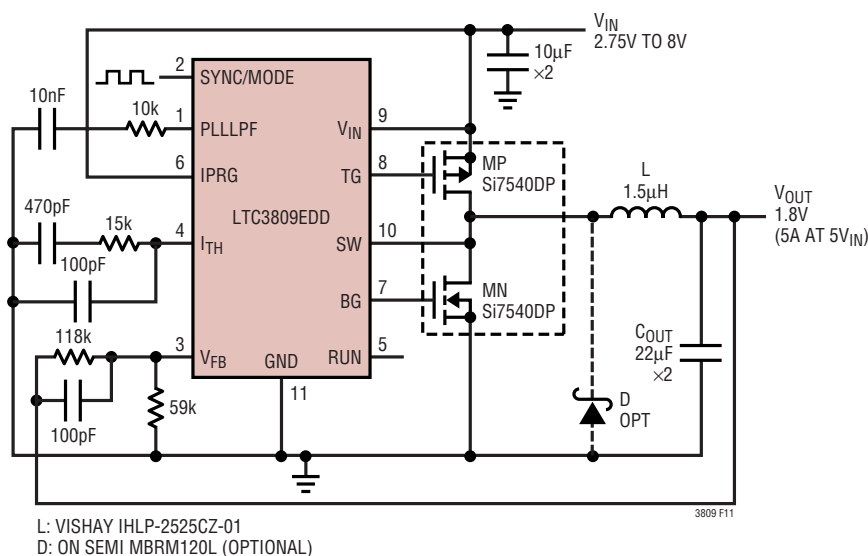 VIN
2.75V TO 8V
10µF
×2
2
SYNC/MODE
10nF
10k
1
PLLLPF
VIN
9
6
IPRG
TG
8
MP
Si7540DP
L
1.5µH
VOUT
1.8V
(5A AT 5VIN)
LTC3809EDD
470pF
15k
4
ITH
SW
10
100pF
BG
7
MN
Si7540DP
118k
3
VFB
GND
RUN
5
11
COUT
22µF
×2
100pF
59k
D
OPT
3809 F11
L: VISHAY IHLP-2525CZ-01
D: ON SEMI MBRM120L (OPTIONAL)